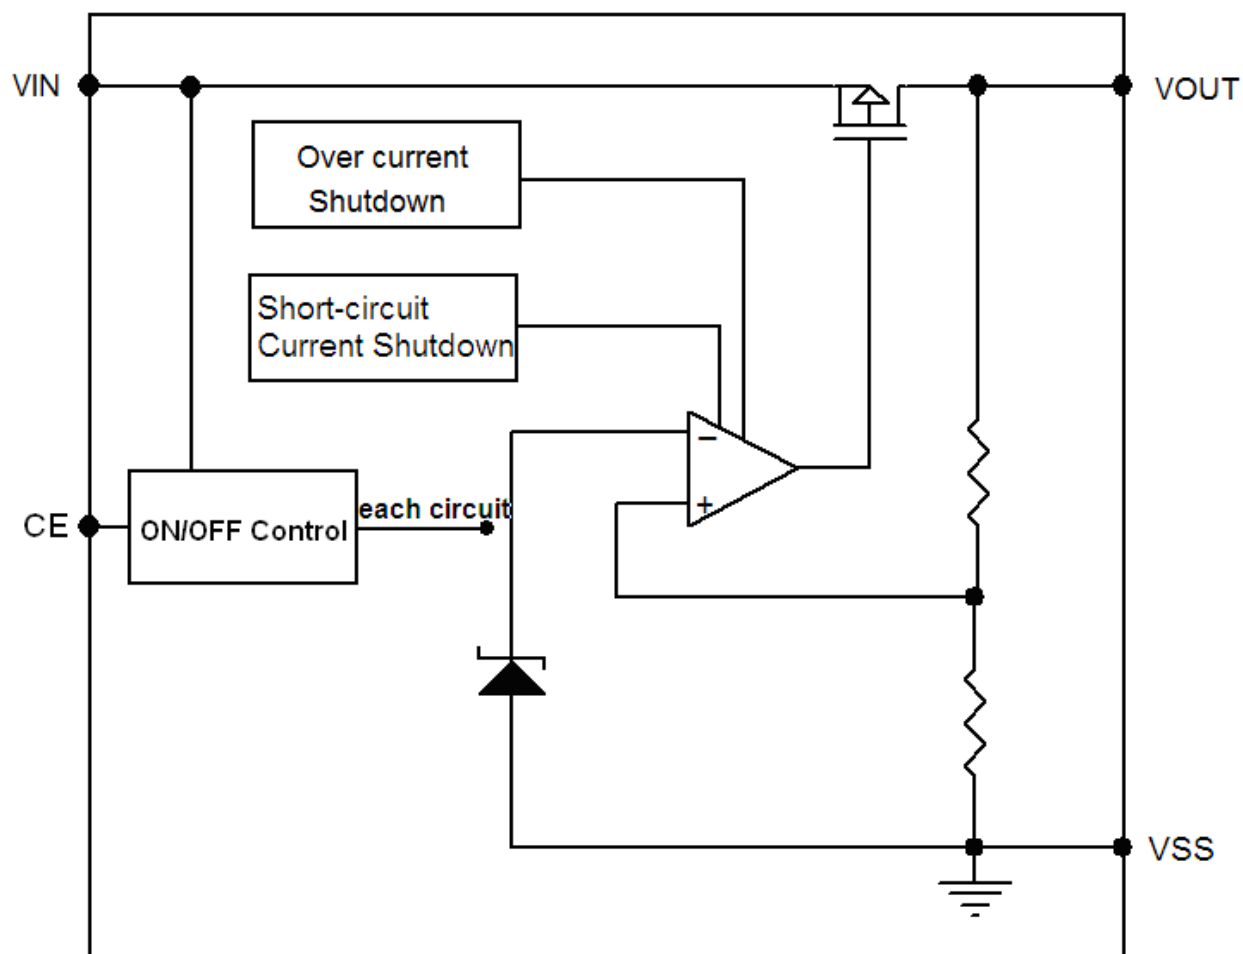 VIN
VOUT
Over current
Shutdown
Short-circuit
Current Shutdown
−
each circuit
+
CE
ON/OFF Control
VSS